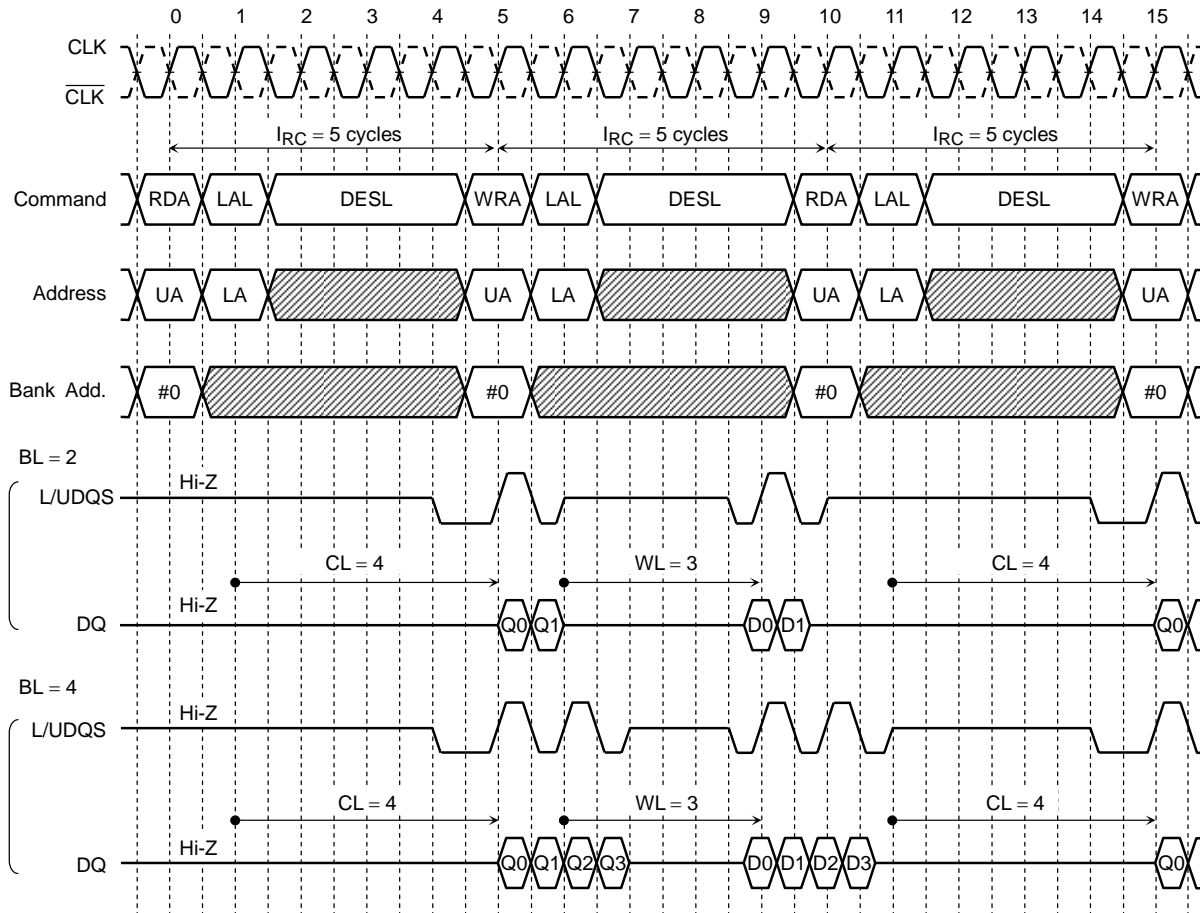 0 1 2 3 4 5 6 7 8 9 10 11 12 13 14 15
CLK
CLK
IRC = 5 cycles IRC = 5 cycles IRC = 5 cycles
Command RDA LAL DESL WRA LAL DESL RDA LAL DESL WRA
Address UA LA UA LA UA LA UA
Bank Add. #0 #0 #0 #0
BL = 2
Hi-Z
L/UDQS
CL = 4 WL = 3 CL = 4
Hi-Z
DQ Q0 Q1 D0 D1 Q0
BL = 4
Hi-Z
L/UDQS
CL = 4 WL = 3 CL = 4
Hi-Z
DQ Q0 Q1 Q2 Q3 D0 D1 D2 D3 Q0